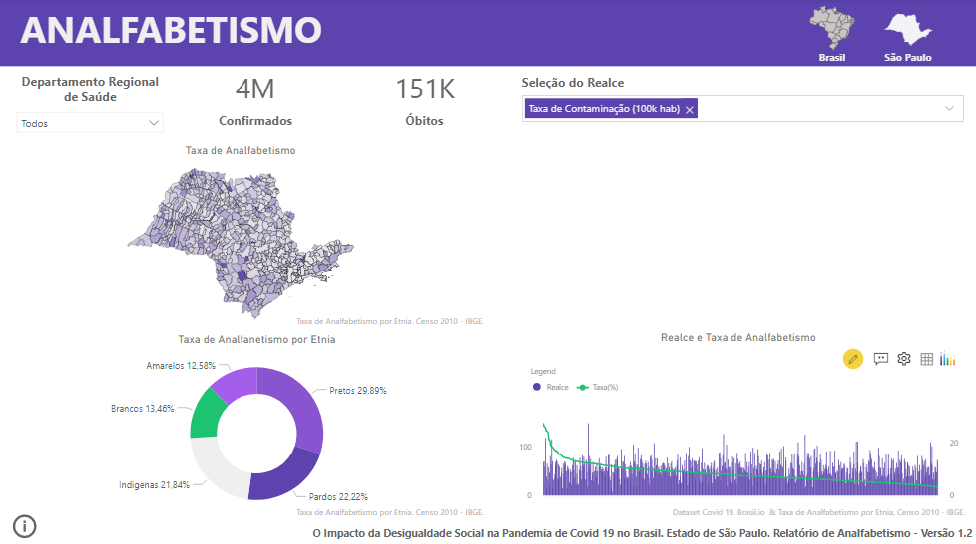 ANALFABETISMO
Brasil
São Paulo
Departamento Regional
de Saúde
Todos
4M
Confirmados
151K
Óbitos
Seleção do Realce
Taxa de Contaminação (100k hab)
Taxa de Analfabetismo
Taxa de Analfabetismo por Etnia. Censo 2010 - IBGE.
Taxa de Analfanetismo por Etnia
Amarelos 12,58%
Pretos 29,89%
Brancos 13,46%
Indígenas 21,84%
Pardos 22,22%
Taxa de Analfabetismo por Etnia. Censo 2010 - IBGE.
Realce e Taxa de Analfabetismo
Legend
Realce
Taxa(%)
100
20
0
0
Dataset Covid 19. Brasil.io & Taxa de Analfabetismo por Etnia, Censo 2010 - IBGE.
O Impacto da Desigualdade Social na Pandemia de Covid 19 no Brasil. Estado de São Paulo. Relatório de Analfabetismo - Versão 1.2